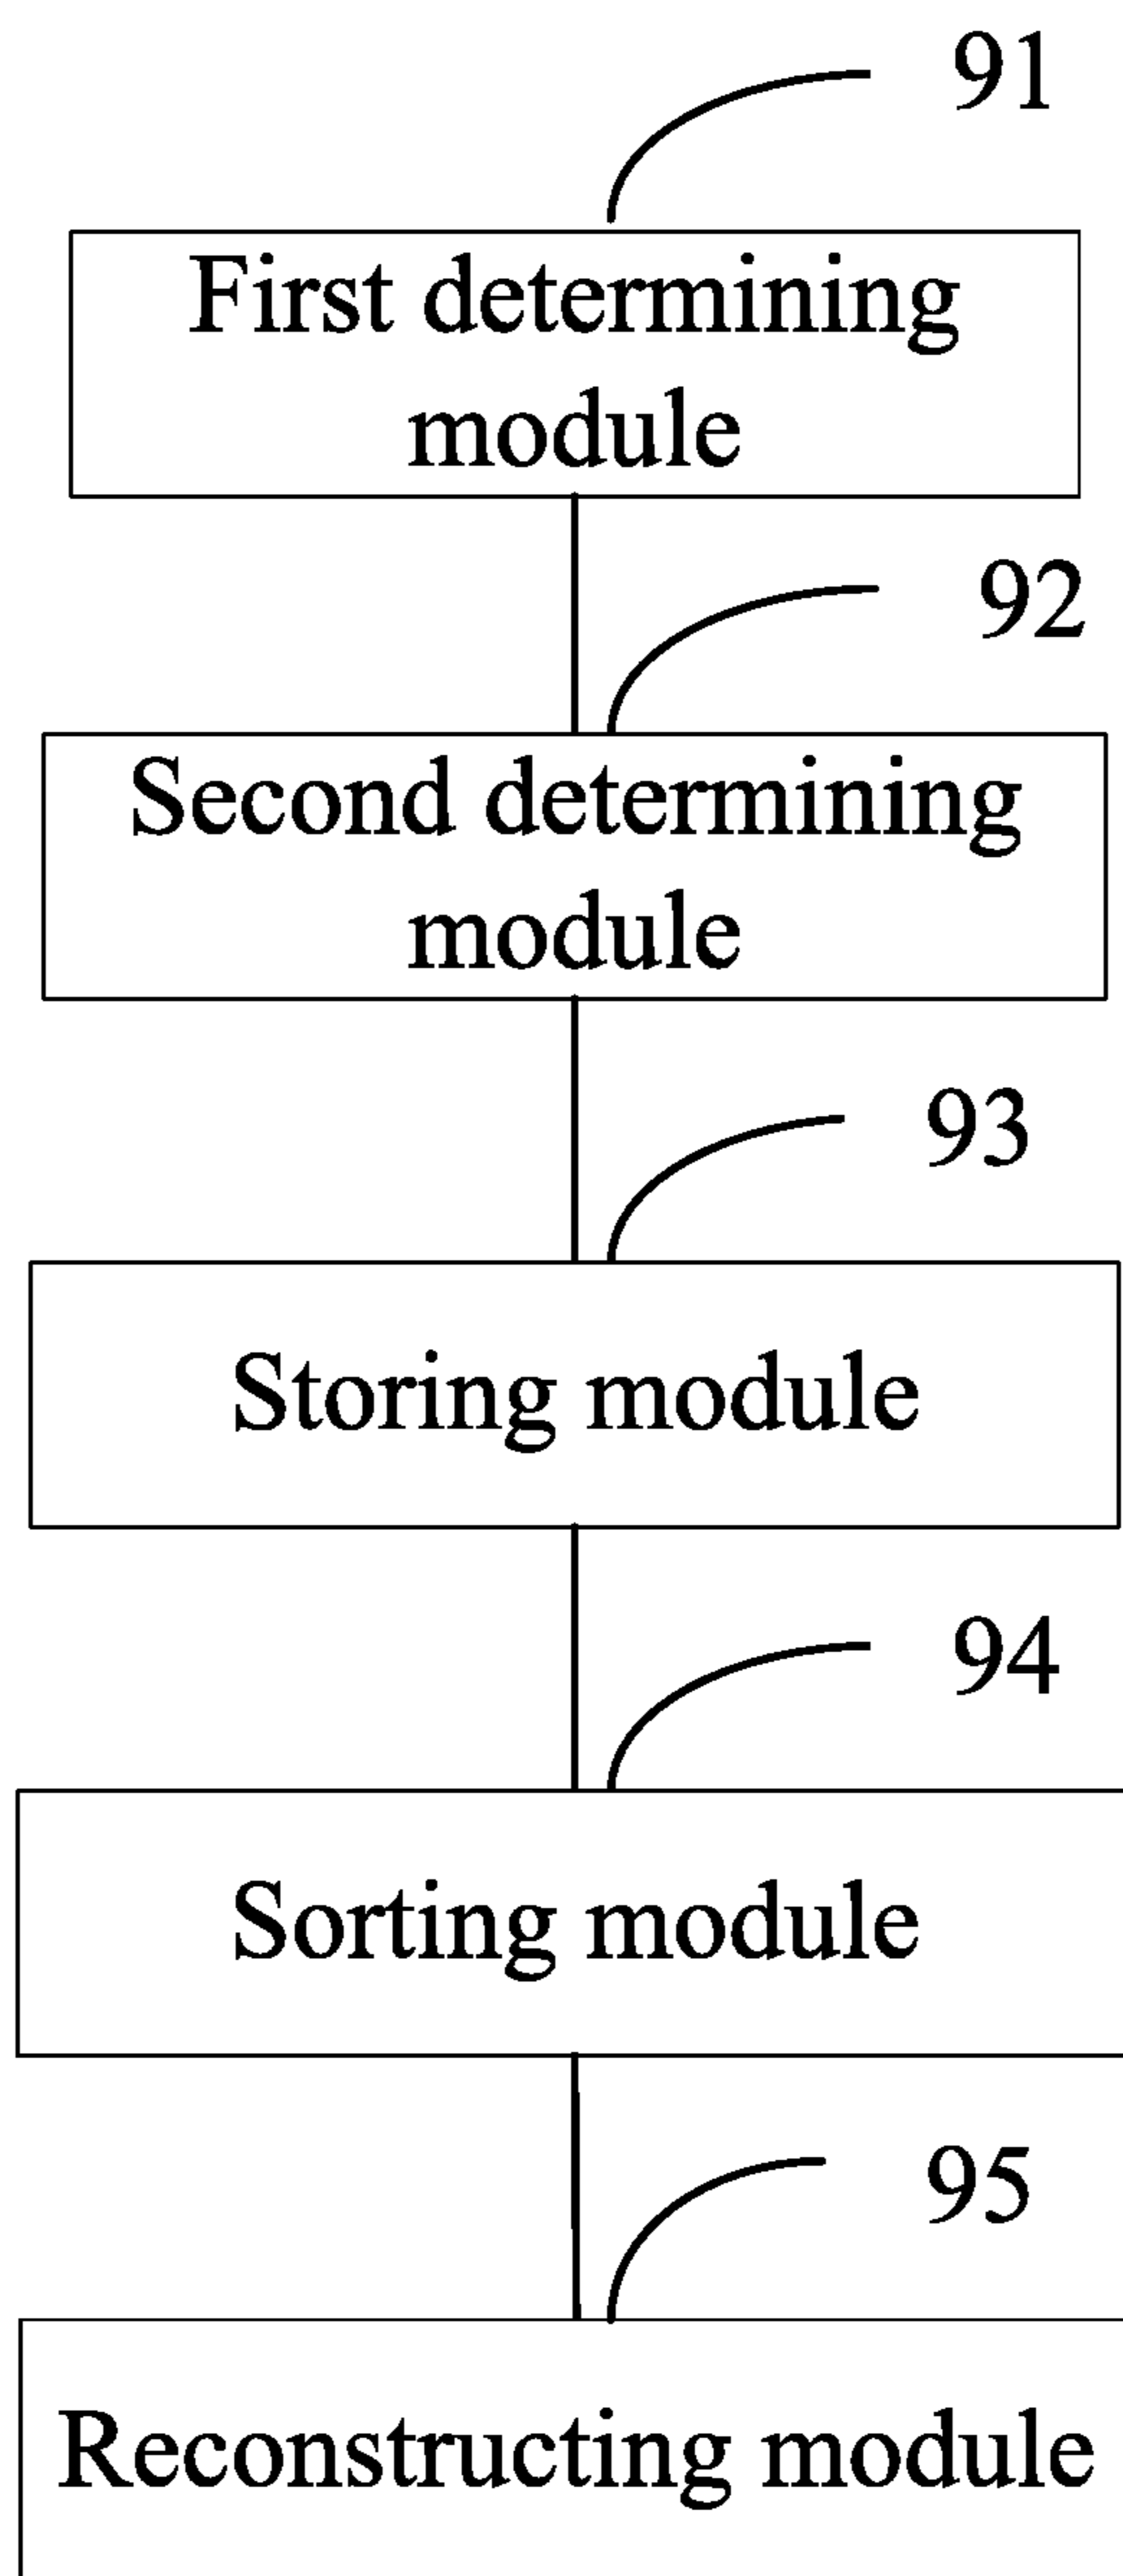 91
First determining
module
92
Second determining
module
93
Storing module
94
Sorting module
95
Reconstructing module